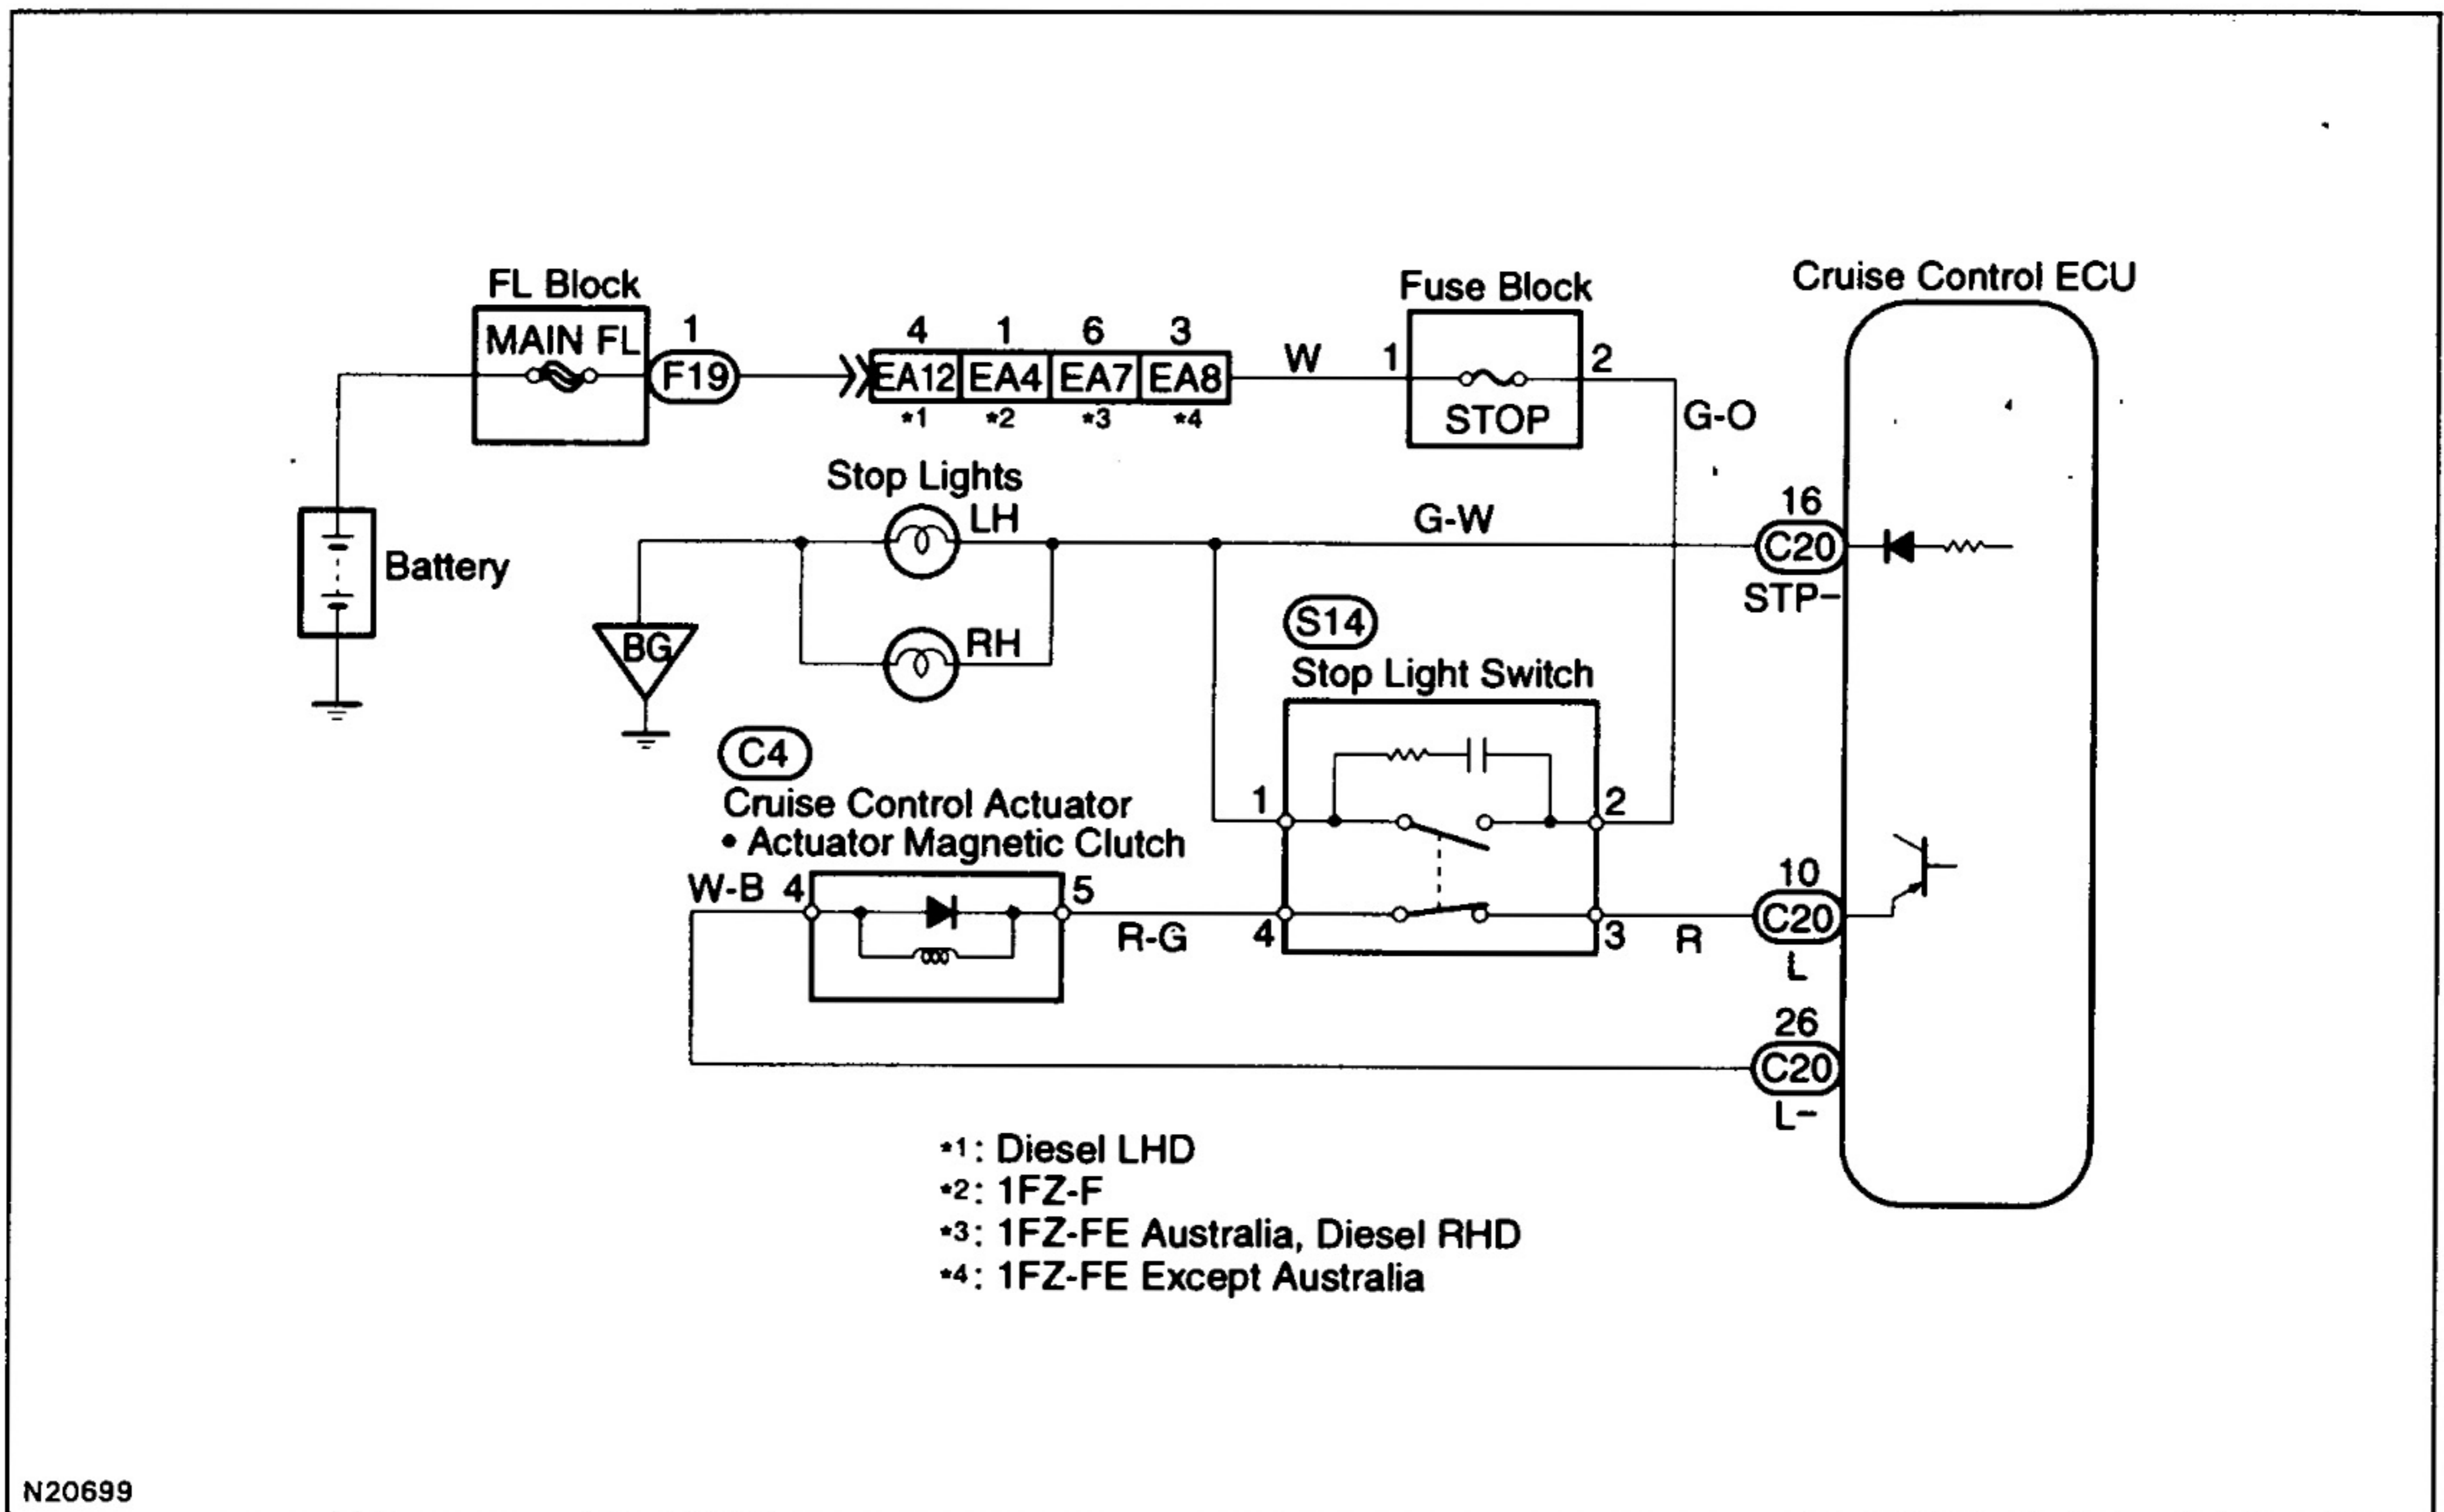 FL Block
MAIN FL
1
F19
4 1 6 3
EA12 EA4 EA7 EA8
*1 *2 *3 *4
W
Fuse Block
1
STOP
2
G-O
Cruise Control ECU
Battery
Stop Lights
LH
RH
BG
G-W
16
C20
STP-
S14
Stop Light Switch
1
2
4
3
C4
Cruise Control Actuator
• Actuator Magnetic Clutch
W-B 4
5
R-G
R
10
C20
L
26
C20
L-
*1: Diesel LHD
*2: 1FZ-F
*3: 1FZ-FE Australia, Diesel RHD
*4: 1FZ-FE Except Australia
N20699